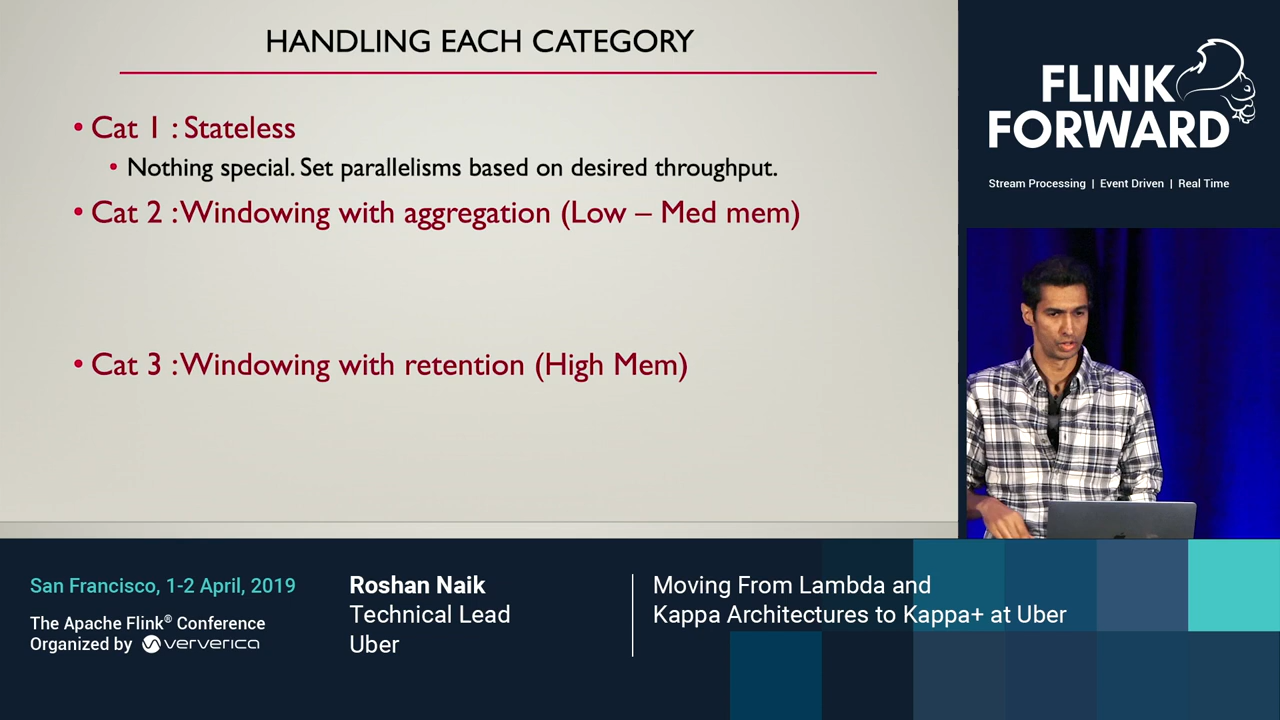 HANDLING EACH CATEGORY
• Cat 1 : Stateless
• Nothing special. Set parallelisms based on desired throughput.
• Cat 2 : Windowing with aggregation (Low – Med mem)
• Cat 3 : Windowing with retention (High Mem)
FLINK
FORWARD
Stream Processing | Event Driven | Real Time
San Francisco, 1-2 April, 2019
The Apache Flink® Conference
Organized by ververica
Roshan Naik
Technical Lead
Uber
Moving From Lambda and
Kappa Architectures to Kappa+ at Uber